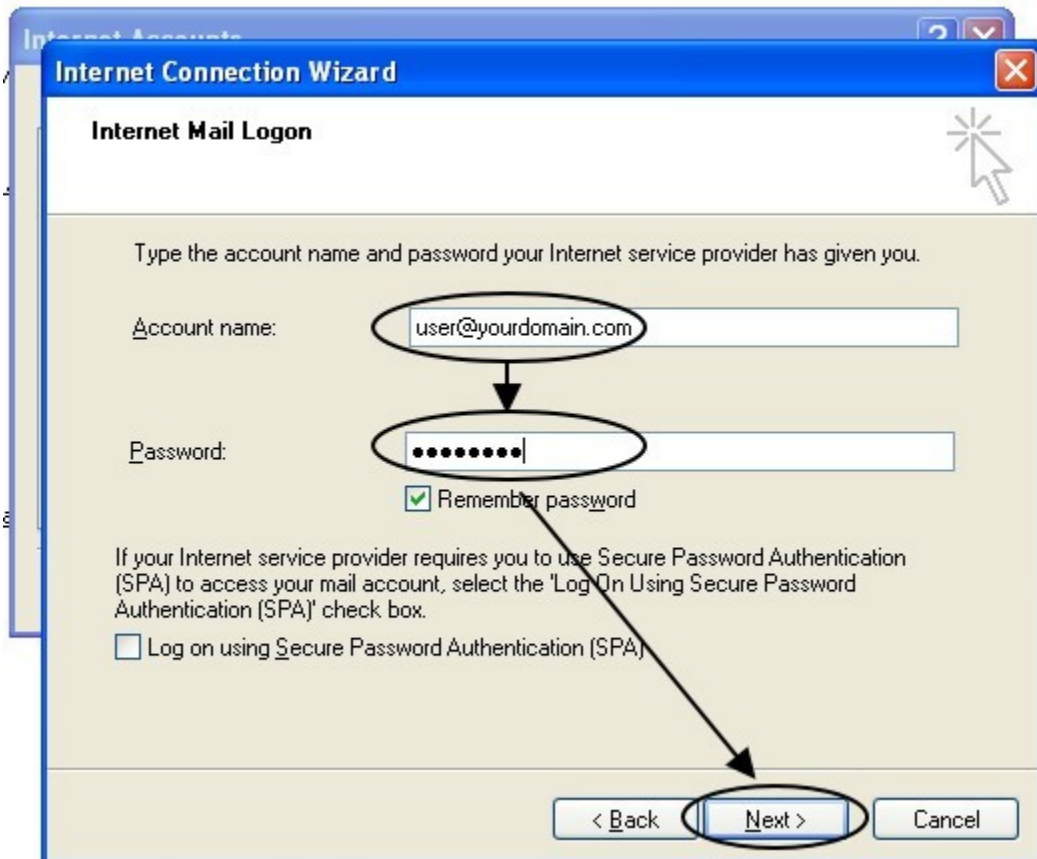 Internet Accounts
Internet Connection Wizard
Internet Mail Logon
Type the account name and password your Internet service provider has given you.
Account name: user@yourdomain.com
Password: ●●●●●●●●
Remember password
If your Internet service provider requires you to use Secure Password Authentication
(SPA) to access your mail account, select the 'Log On Using Secure Password
Authentication (SPA)' check box.
Log on using Secure Password Authentication (SPA)
< Back Next > Cancel